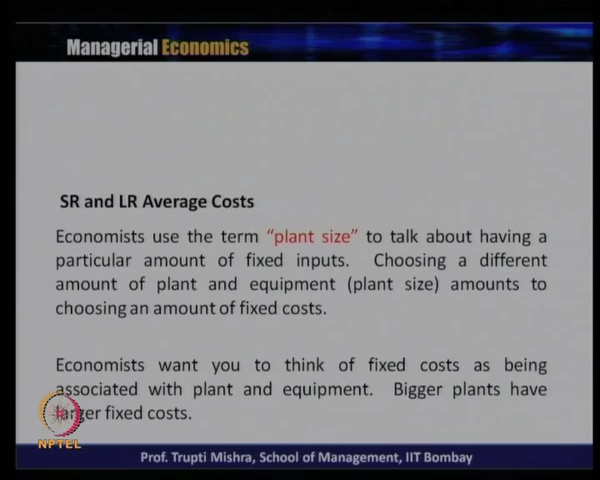 Managerial Economics
SR and LR Average Costs
Economists use the term “plant size” to talk about having a
particular amount of fixed inputs. Choosing a different
amount of plant and equipment (plant size) amounts to
choosing an amount of fixed costs.
Economists want you to think of fixed costs as being
associated with plant and equipment. Bigger plants have
larger fixed costs.
NPTEL
Prof. Trupti Mishra, School of Management, IIT Bombay